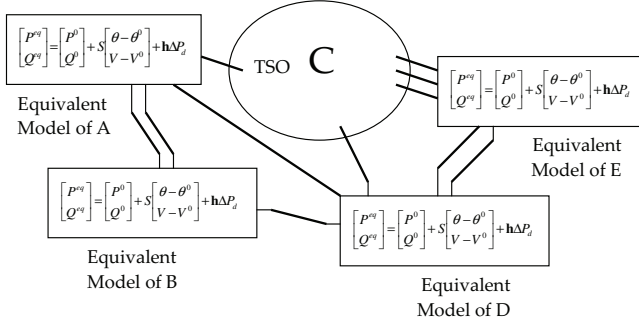 [P^eq Q^eq] = [P^0 Q^0] + S[θ−θ^0 V−V^0] + hΔP_d
TSO C
[P^eq Q^eq] = [P^0 Q^0] + S[θ−θ^0 V−V^0] + hΔP_d
Equivalent
Model of A
Equivalent
Model of E
[P^eq Q^eq] = [P^0 Q^0] + S[θ−θ^0 V−V^0] + hΔP_d
[P^eq Q^eq] = [P^0 Q^0] + S[θ−θ^0 V−V^0] + hΔP_d
Equivalent
Model of B
Equivalent
Model of D